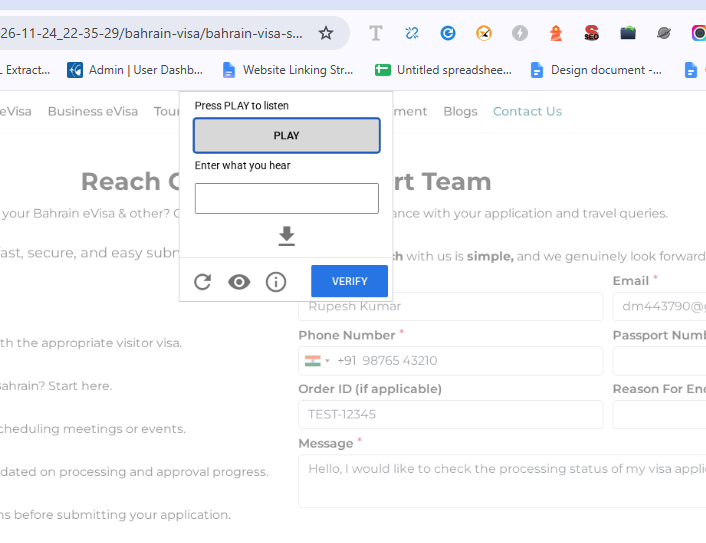 26-11-24_22-35-29/bahrain-visa/bahrain-visa-s...
L Extract...
Admin | User Dashb...
Website Linking Str...
Untitled spreadshee...
Design document -...
eVisa Business eVisa Tour ment Blogs Contact Us
Press PLAY to listen
PLAY
Enter what you hear
VERIFY
Reach rt Team
your Bahrain eVisa & other? ance with your application and travel queries.
fast, secure, and easy subm
ch with us is simple, and we genuinely look forward
Email *
Rupesh Kumar
dm443790@g
Phone Number *
Passport Numb
+91 98765 43210
Order ID (if applicable)
Reason For Enq
TEST-12345
Message *
Hello, I would like to check the processing status of my visa appli
th the appropriate visitor visa.
Bahrain? Start here.
cheduling meetings or events.
dated on processing and approval progress.
ns before submitting your application.